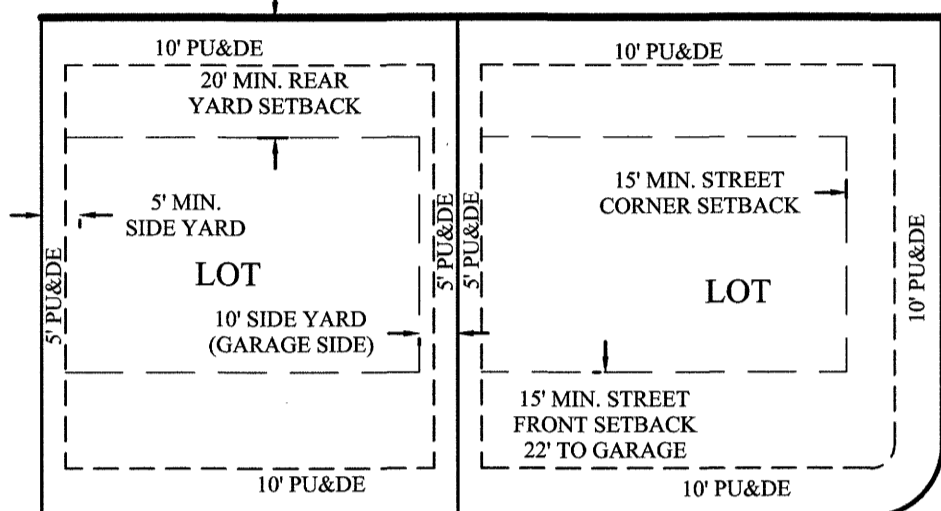 10' PU&DE
20' MIN. REAR
YARD SETBACK
5' MIN.
SIDE YARD
5' PU&DE
LOT
10' SIDE YARD
(GARAGE SIDE)
5' PU&DE
10' PU&DE
10' PU&DE
5' PU&DE
15' MIN. STREET
CORNER SETBACK
LOT
10' PU&DE
15' MIN. STREET
FRONT SETBACK
22' TO GARAGE
10' PU&DE